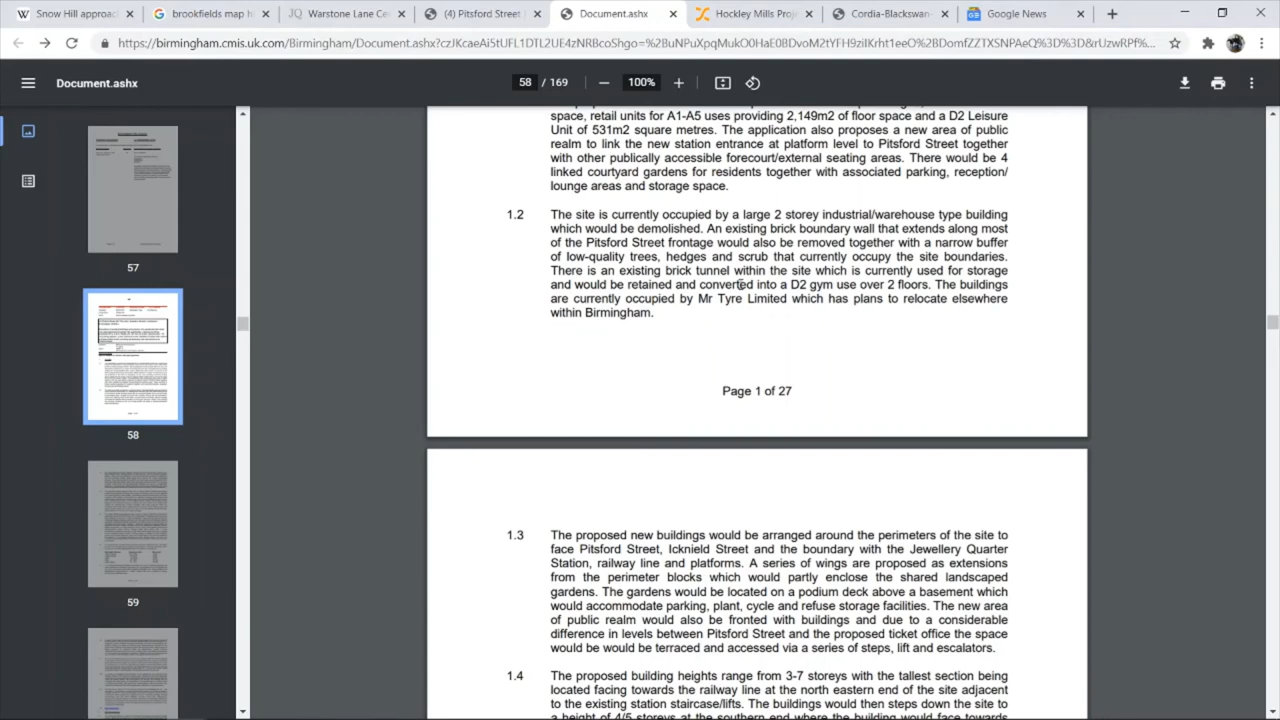 Snow Hill approac
brookfields map h
Warstone Lane Cer
(4) Pitsford Street |
Document.ashx
Hockley Mills Proj
Cordia-Blackswan-
Google News
https://birmingham.cmis.uk.com/Birmingham/Document.ashx?czJKcaeAi5tUFL1DTL2UE4zNRBcoShgo=%2BuNPuXpqMukO0HaE0BDvoM2tYFH9ziIKrht1eeO%2BDomfZZTXSNPAeQ%3D%3D&rUzwRPf%...
Document.ashx
58 / 169
100%
57
58
59
space, retail units for A1-A5 uses providing 2,149m2 of floor space and a D2 Leisure
Unit of 531m2 square metres. The application also proposes a new area of public
realm to link the new station entrance at platform level to Pitsford Street together
with other publically accessible forecourt/external seating areas. There would be 4
linked courtyard gardens for residents together with associated parking, reception/
lounge areas and storage space.
1.2 The site is currently occupied by a large 2 storey industrial/warehouse type building
which would be demolished. An existing brick boundary wall that extends along most
of the Pitsford Street frontage would also be removed together with a narrow buffer
of low-quality trees, hedges and scrub that currently occupy the site boundaries.
There is an existing brick tunnel within the site which is currently used for storage
and would be retained and converted into a D2 gym use over 2 floors. The buildings
are currently occupied by Mr Tyre Limited which has plans to relocate elsewhere
within Birmingham.
Page 1 of 27
1.3 The proposed new buildings would be arranged around the perimeters of the site to
face Pitsford Street, Icknield Street and the boundary with the Jewellery Quarter
Station, railway line and platforms. A series of wings are proposed as extensions
from the perimeter blocks which would partly enclose the shared landscaped
gardens. The gardens would be located on a podium deck above a basement which
would accommodate parking, plant, cycle and refuse storage facilities. The new area
of public realm would also be fronted with buildings and due to a considerable
change in levels between Pitsford Street and the proposed ticket office the space
would be would be terraced and accessed via a series of steps, lift and escalators.
1.4 The proposed building heights range from 3-7 storeys with the tallest section being
that facing towards the railway line at the northern end of the site adjacent
to the existing station staircase/lifts. The buildings would then steps down the site to
a height of 4/5 storeys at the southern end where the building would face towards